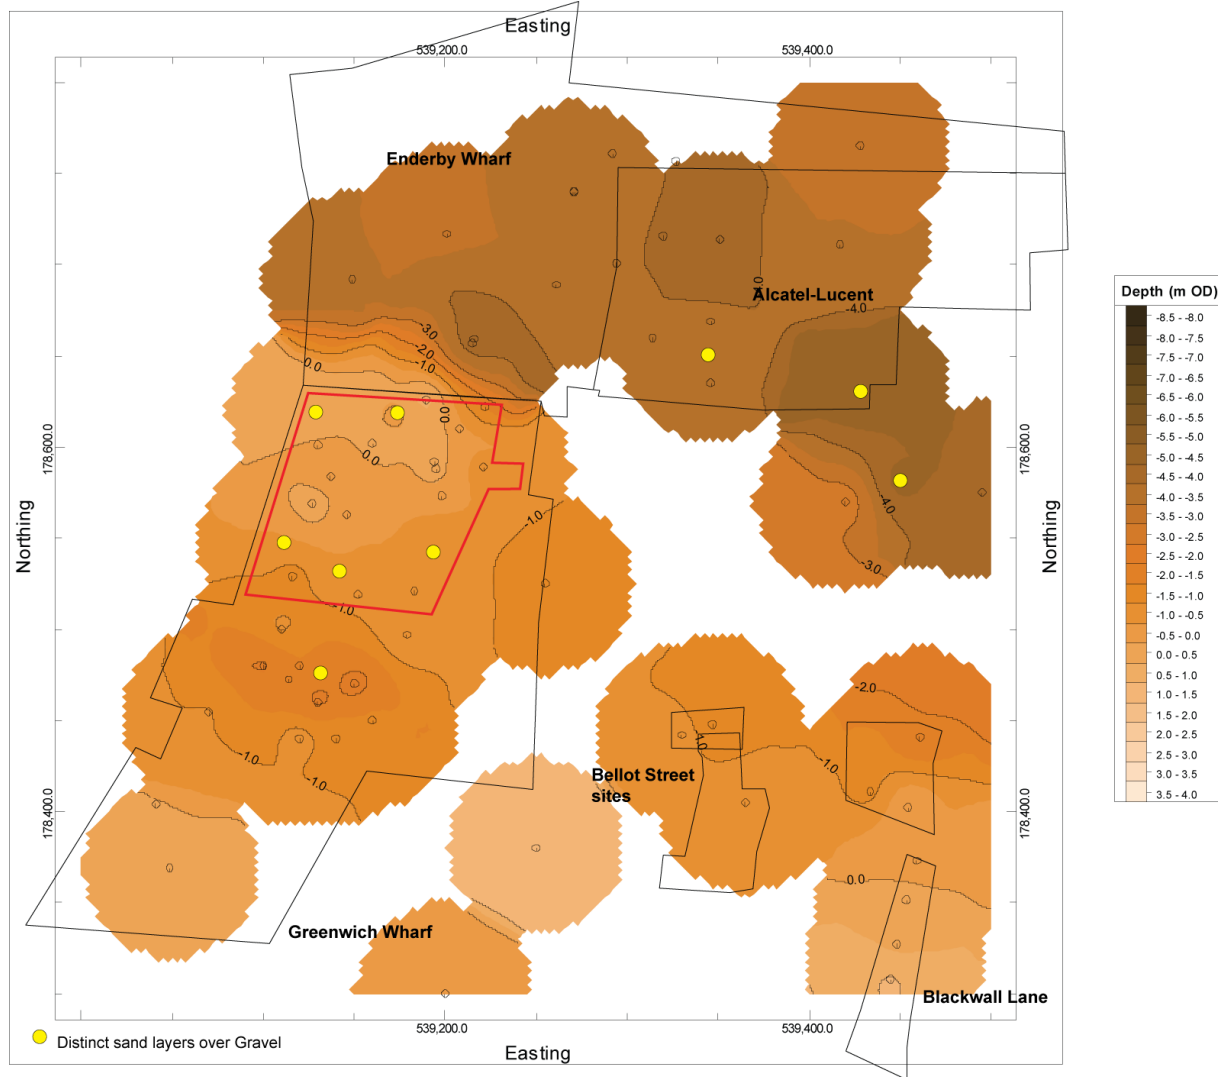 Easting
539,200.0
539,400.0
Enderby Wharf
Alcatel-Lucent
-4.0
-3.0
-2.0
-1.0
0.0
0.0
0.0
178,600.0
178,600.0
Northing
Northing
-4.0
-3.0
-1.0
-1.0
-2.0
-1.0
-1.0
-1.0
Bellot Street
sites
178,400.0
178,400.0
0.0
Greenwich Wharf
Blackwall Lane
539,200.0
539,400.0
Distinct sand layers over Gravel
Easting
Depth (m OD)
-8.5 - -8.0
-8.0 - -7.5
-7.5 - -7.0
-7.0 - -6.5
-6.5 - -6.0
-6.0 - -5.5
-5.5 - -5.0
-5.0 - -4.5
-4.5 - -4.0
-4.0 - -3.5
-3.5 - -3.0
-3.0 - -2.5
-2.5 - -2.0
-2.0 - -1.5
-1.5 - -1.0
-1.0 - -0.5
-0.5 - 0.0
0.0 - 0.5
0.5 - 1.0
1.0 - 1.5
1.5 - 2.0
2.0 - 2.5
2.5 - 3.0
3.0 - 3.5
3.5 - 4.0